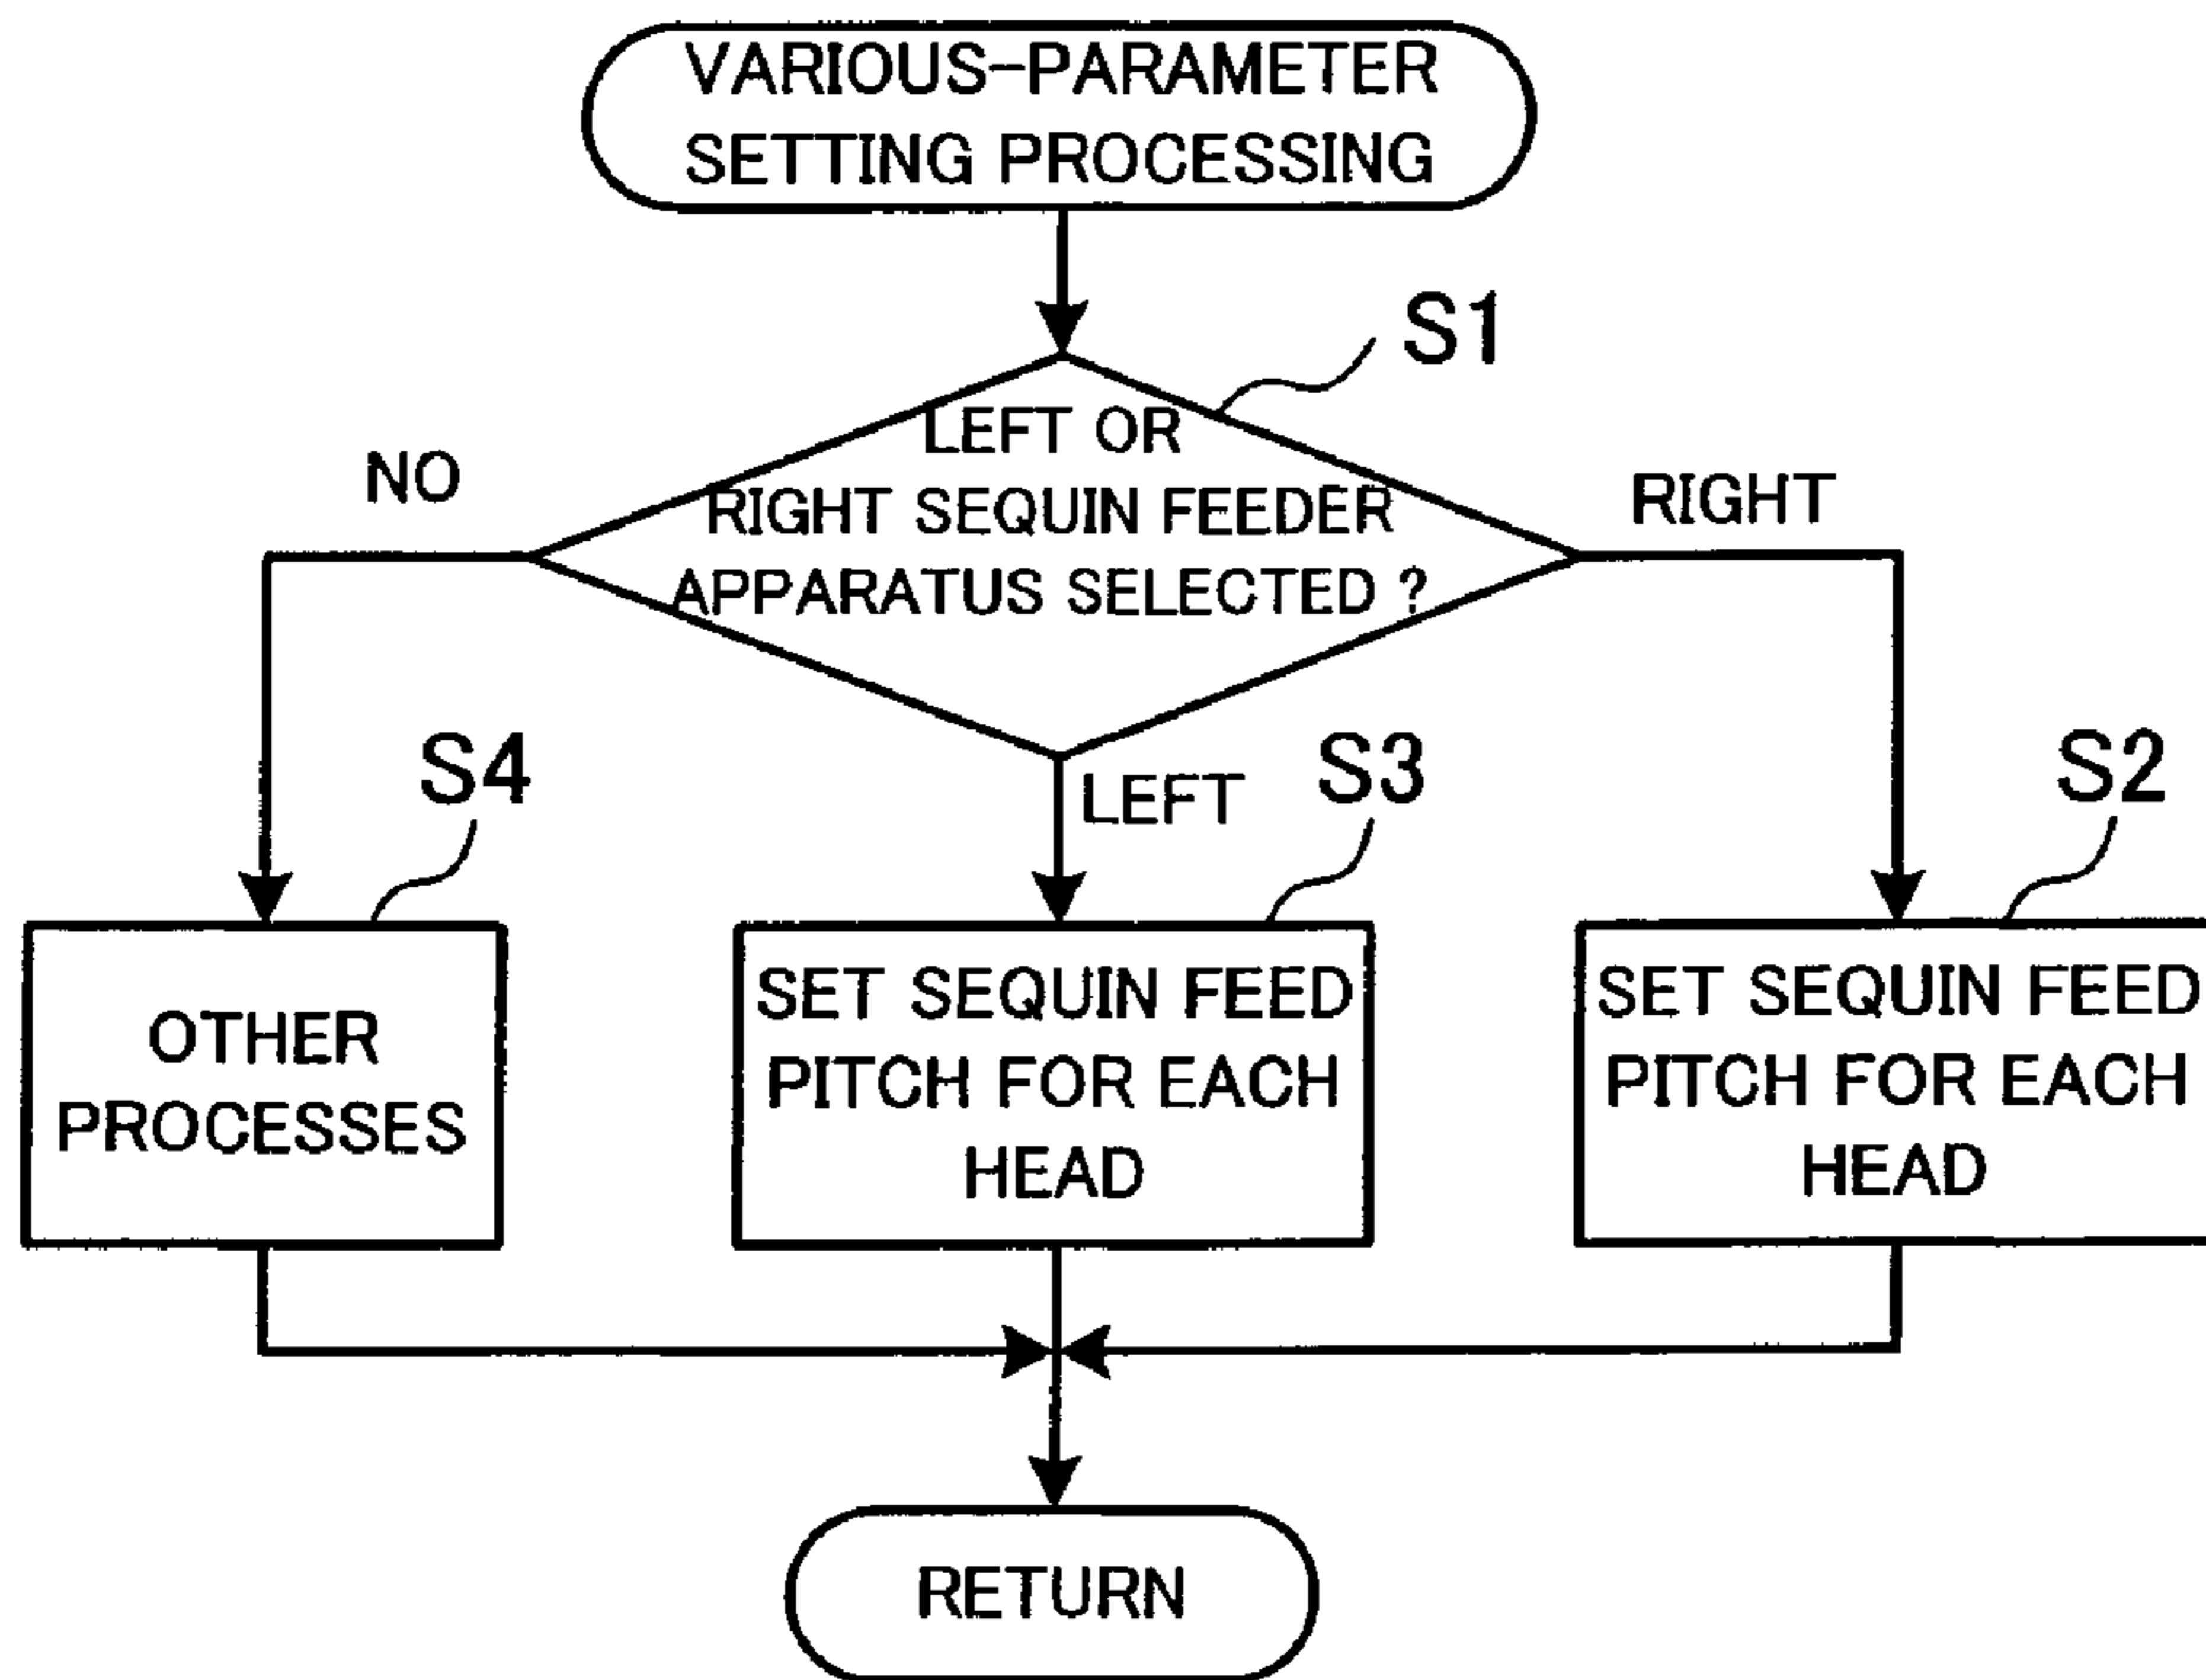 VARIOUS-PARAMETER
SETTING PROCESSING
S1
LEFT OR
RIGHT SEQUIN FEEDER
APPARATUS SELECTED ?
NO
RIGHT
LEFT
S4
S3
S2
OTHER
PROCESSES
SET SEQUIN FEED
PITCH FOR EACH
HEAD
SET SEQUIN FEED
PITCH FOR EACH
HEAD
RETURN